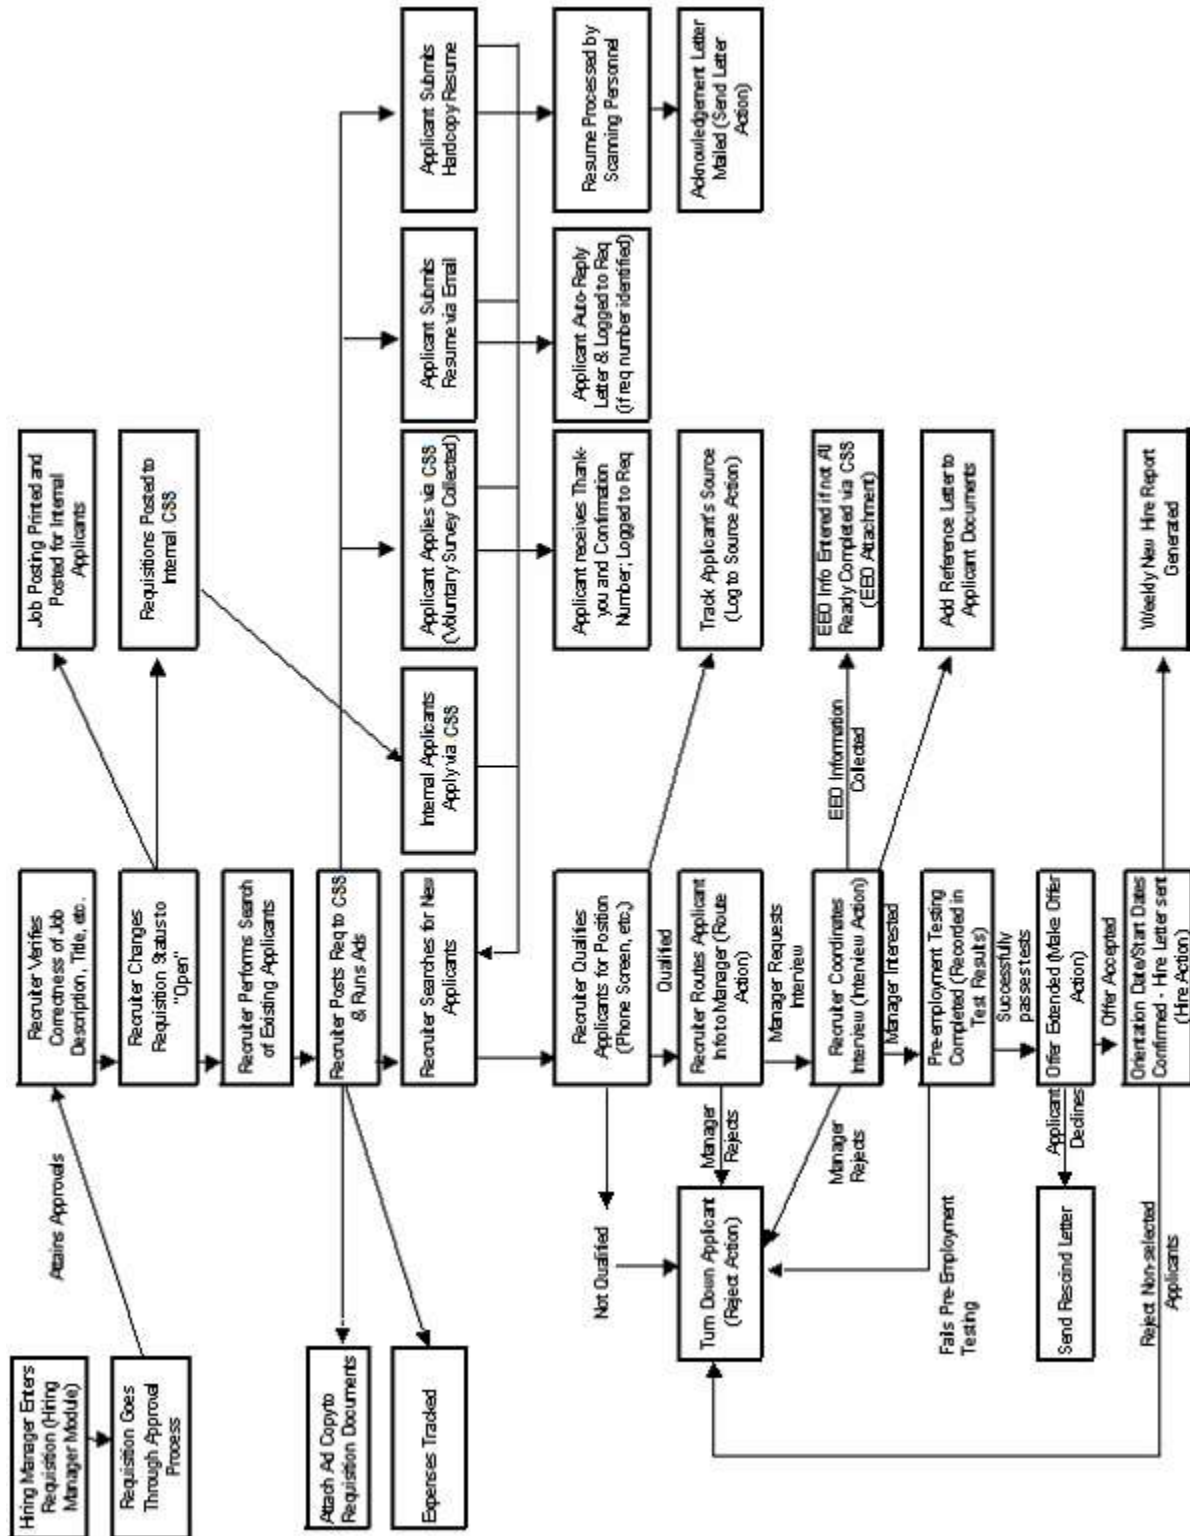 Hiring Manager Enters
Requisition (Hiring
Manager Module)
Requisition Goes
Through Approval
Process
Attains Approvals
Recruiter Verifies
Correctness of Job
Description, Title, etc.
Recruiter Changes
Requisition Status to
"Open"
Job Posting Printed and
Posted for Internal
Applicants
Requisitions Posted to
Internal CSS
Recruiter Performs Search
of Existing Applicants
Recruiter Posts Req to CSS
& Runs Ads
Attach Ad Copy to
Requisition Documents
Expenses Tracked
Recruiter Searches for New
Applicants
Internal Applicants
Apply via CSS
Applicant Applies via CSS
(Voluntary Survey Collected)
Applicant Submits
Resume via Email
Applicant Submits
Hardcopy Resume
Applicant receives Thank-
you and Confirmation
Number; Logged to Req
Applicant Auto-Reply
Letter & Logged to Req
(if req number identified)
Resume Processed by
Scanning Personnel
Acknowledgement Letter
Mailed (Send Letter
Action)
Recruiter Qualifies
Applicants for Position
(Phone Screen, etc.)
Not Qualified
Qualified
Track Applicant's Source
(Log to Source Action)
Recruiter Routes Applicant
Info to Manager (Route
Action)
Manager
Rejects
Turn Down Applicant
(Reject Action)
Manager Requests
Interview
Recruiter Coordinates
Interview (Interview Action)
Manager
Rejects
EEO Information
Collected
EEO Info Entered if not All
Ready Completed via CSS
(EEO Attachment)
Add Reference Letter to
Applicant Documents
Manager Interested
Pre-employment Testing
Completed (Recorded in
Test Results)
Fails Pre-Employment
Testing
Successfully
passes tests
Offer Extended (Make Offer
Action)
Applicant
Declines
Send Rescind Letter
Offer Accepted
Orientation Date/Start Dates
Confirmed - Hire Letter sent
(Hire Action)
Reject Non-selected
Applicants
Weekly New Hire Report
Generated